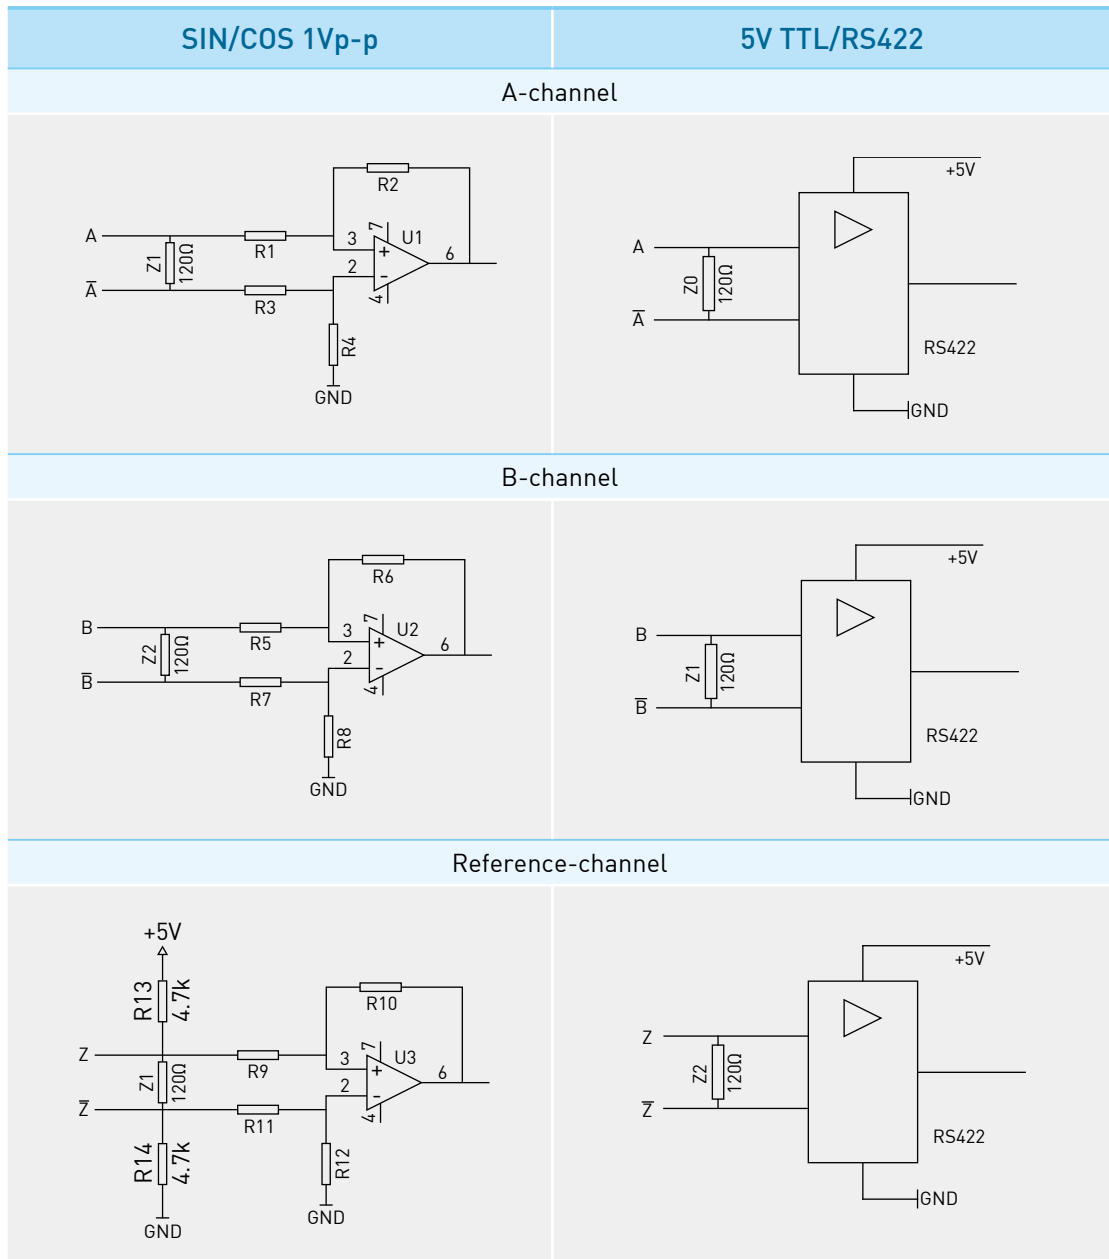 SIN/COS 1Vp-p
5V TTL/RS422
A-channel
R2
A
R1
Z1
120Ω
A̅
R3
3
2
7
4
+
-
U1
6
R4
GND
+5V
A
Z0
120Ω
A̅
RS422
GND
B-channel
R6
B
R5
Z2
120Ω
B̅
R7
3
2
7
4
+
-
U2
6
R8
GND
+5V
B
Z1
120Ω
B̅
RS422
GND
Reference-channel
+5V
R13
4.7k
R10
Z
R9
Z1
120Ω
Z̅
R11
3
2
7
4
+
-
U3
6
R14
4.7k
R12
GND
GND
+5V
Z
Z2
120Ω
Z̅
RS422
GND